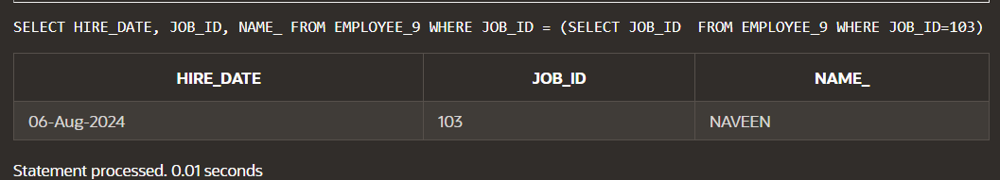 SELECT HIRE_DATE, JOB_ID, NAME_ FROM EMPLOYEE_9 WHERE JOB_ID = (SELECT JOB_ID  FROM EMPLOYEE_9 WHERE JOB_ID=103)
HIRE_DATE JOB_ID NAME_
06-Aug-2024 103 NAVEEN
Statement processed. 0.01 seconds